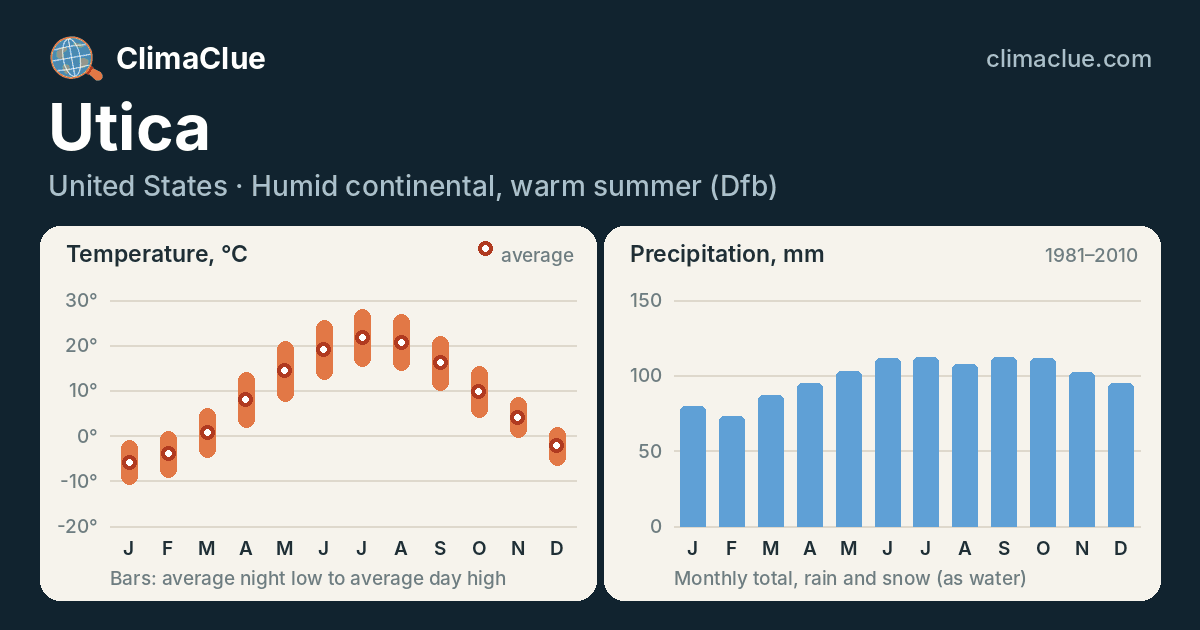 ClimaClue
climaclue.com
Utica
United States · Humid continental, warm summer (Dfb)
Temperature, °C
average
30°
20°
10°
0°
-10°
-20°
J F M A M J J A S O N D
Bars: average night low to average day high
Precipitation, mm
1981–2010
150
100
50
0
J F M A M J J A S O N D
Monthly total, rain and snow (as water)